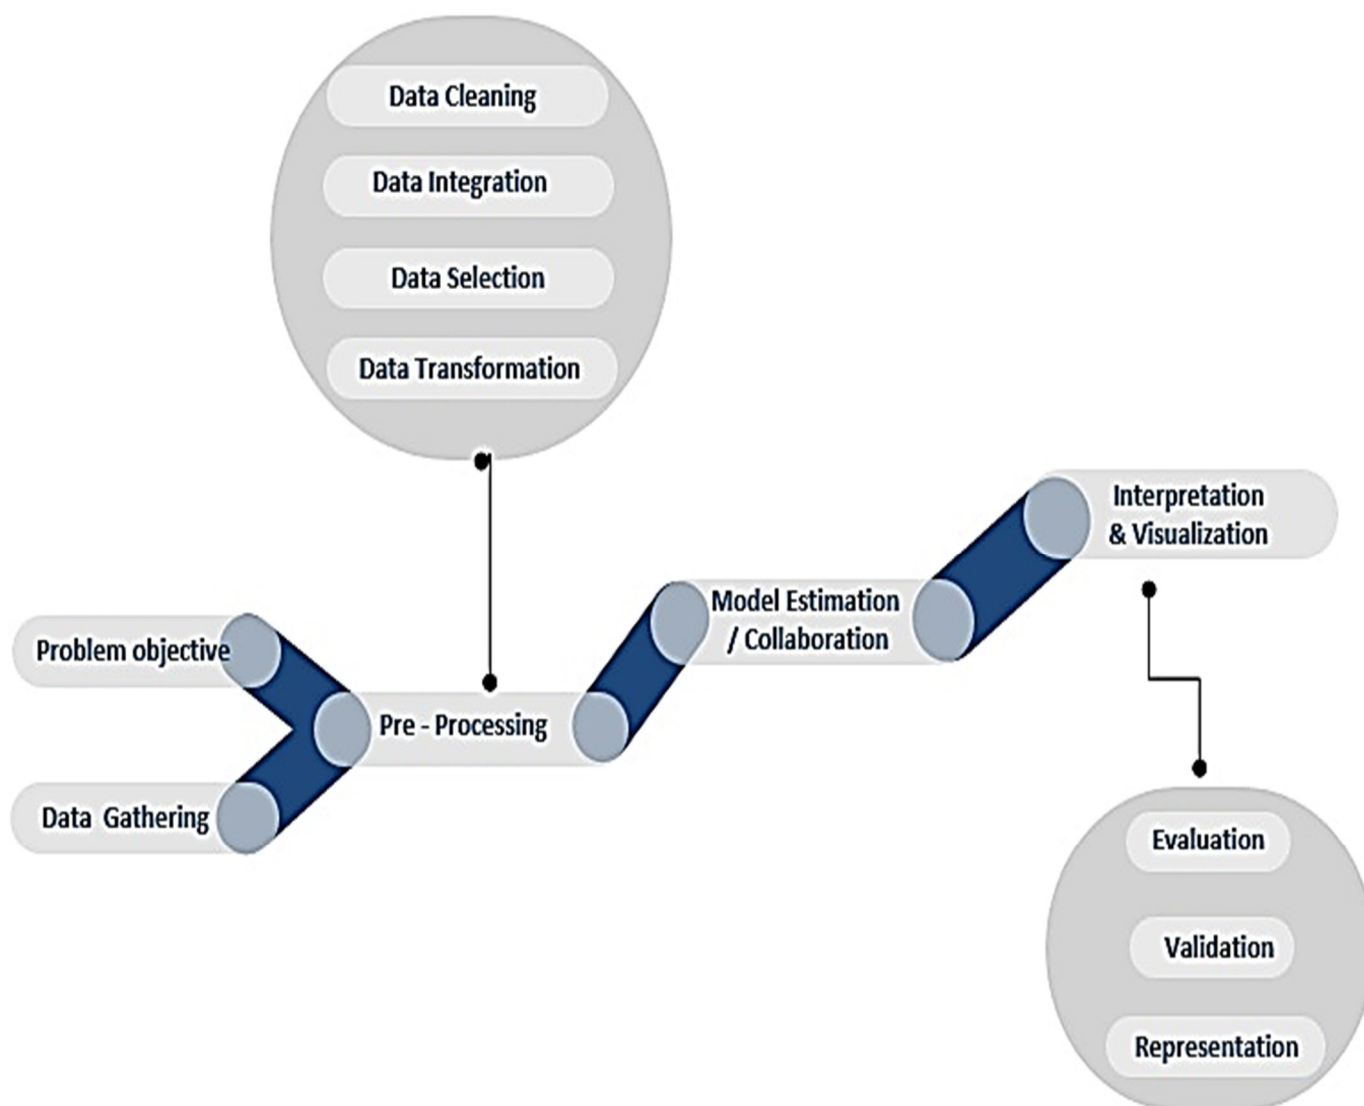 Data Cleaning
Data Integration
Data Selection
Data Transformation
Interpretation
& Visualization
Model Estimation
/ Collaboration
Problem objective
Pre - Processing
Data Gathering
Evaluation
Validation
Representation